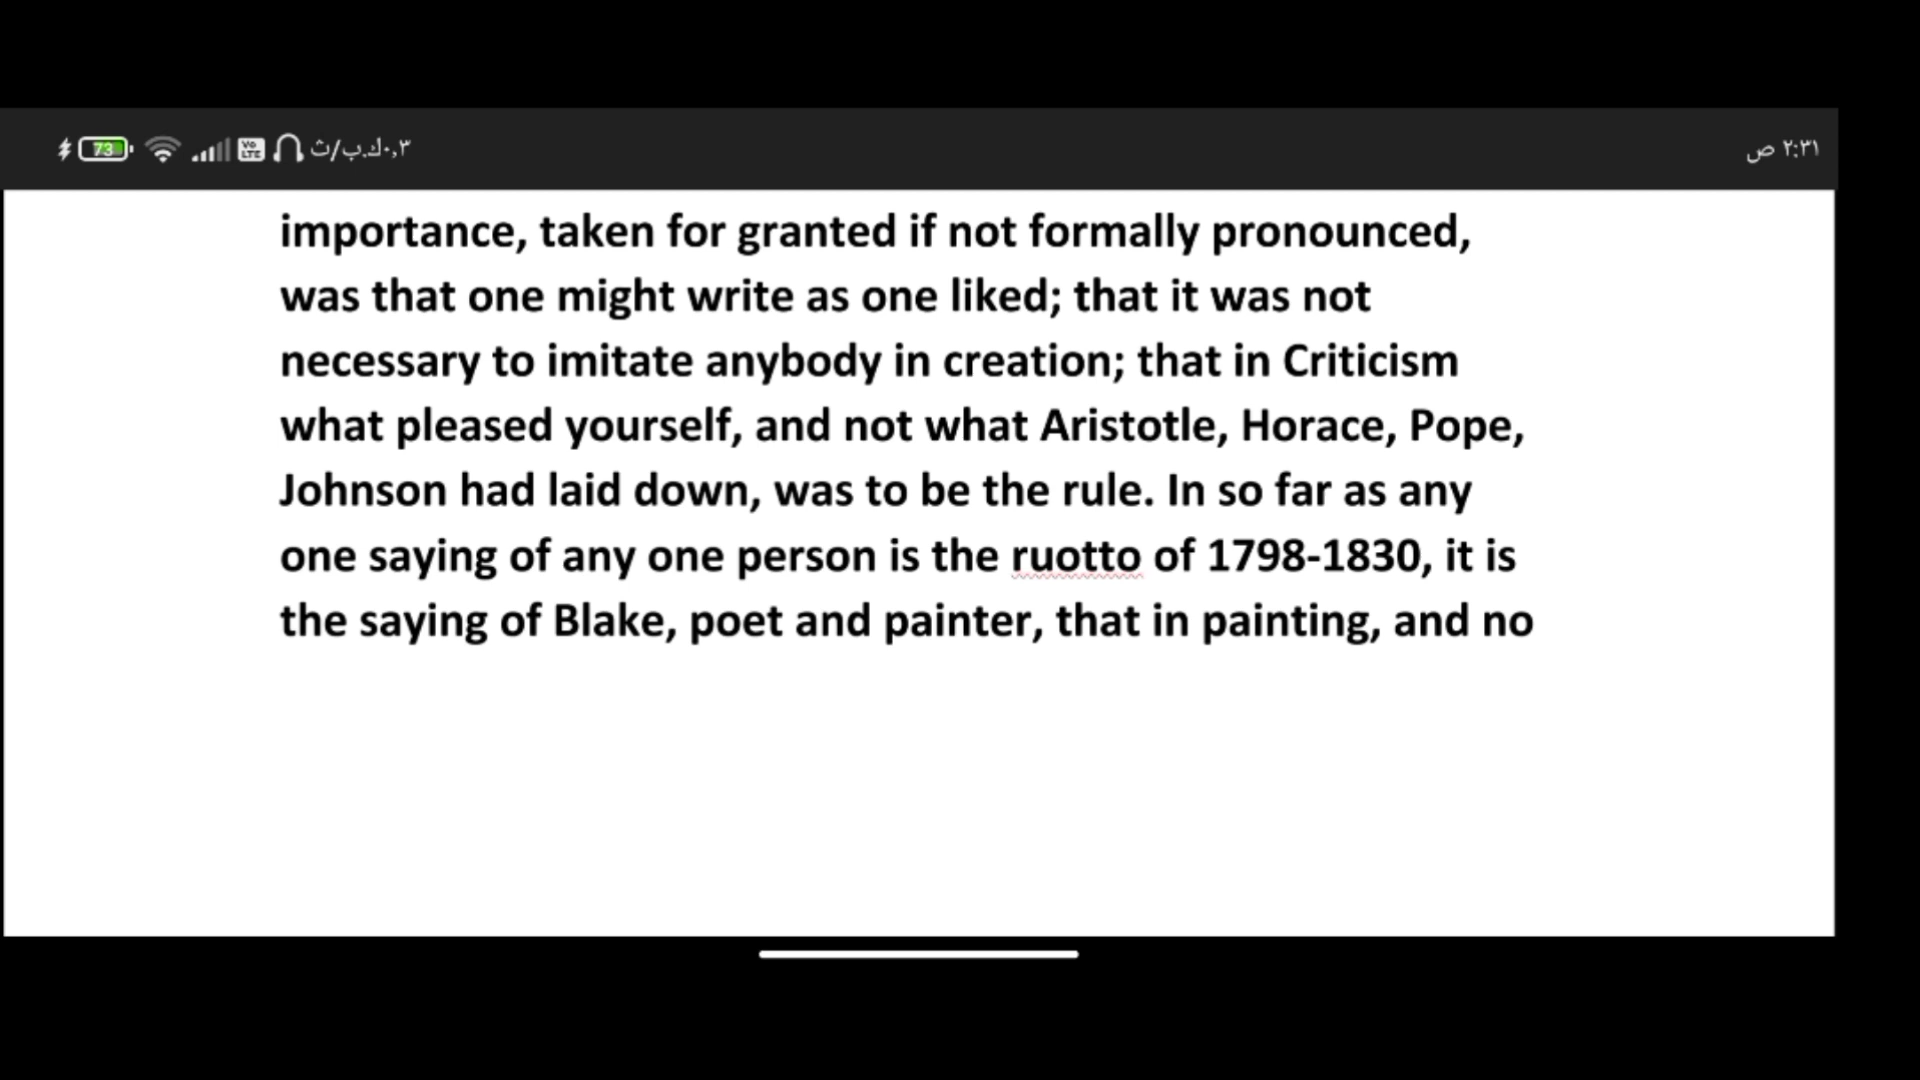 73 Vo LTE ٠,٣ك.ب/ث ٢:٣١ ص
importance, taken for granted if not formally pronounced,
was that one might write as one liked; that it was not
necessary to imitate anybody in creation; that in Criticism
what pleased yourself, and not what Aristotle, Horace, Pope,
Johnson had laid down, was to be the rule. In so far as any
one saying of any one person is the ruotto of 1798-1830, it is
the saying of Blake, poet and painter, that in painting, and no